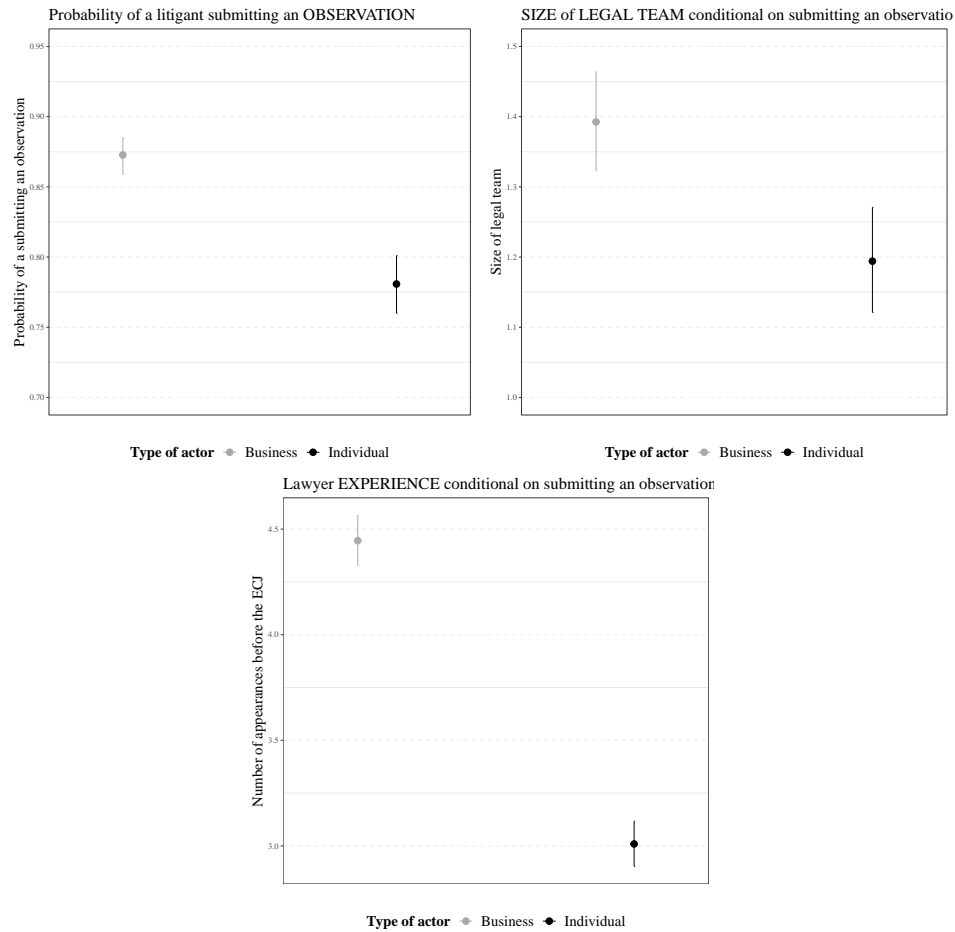 Probability of a litigant submitting an OBSERVATION
Probability of a submitting an observation
0.95
0.90
0.85
0.80
0.75
0.70
Type of actor Business Individual
SIZE of LEGAL TEAM conditional on submitting an observatio
Size of legal team
1.5
1.4
1.3
1.2
1.1
1.0
Type of actor Business Individual
Lawyer EXPERIENCE conditional on submitting an observation
Number of appearances before the ECJ
4.5
4.0
3.5
3.0
Type of actor Business Individual